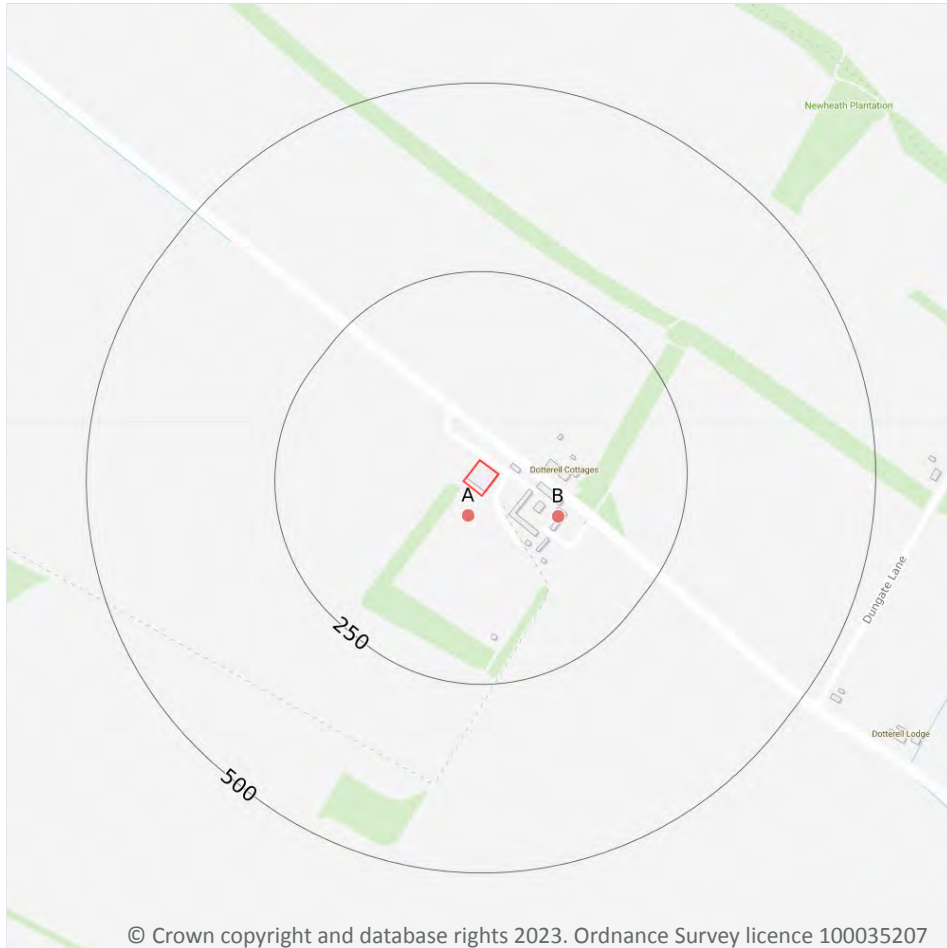 Newheath Plantation
Dotterell Cottages
A
B
Dungate Lane
250
Dotterell Lodge
500
© Crown copyright and database rights 2023. Ordnance Survey licence 100035207